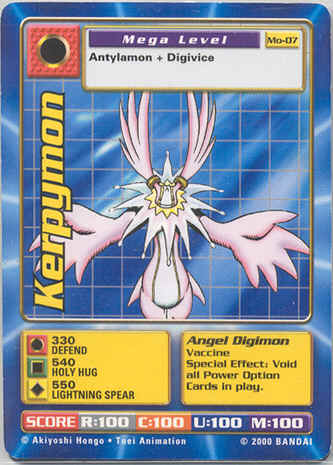 Mega Level
Mo-07
Antylamon + Digivice
Kerpymon
330
DEFEND
540
HOLY HUG
550
LIGHTNING SPEAR
Angel Digimon
Vaccine
Special Effect: Void
all Power Option
Cards in play.
SCORE R:100 C:100 U:100 M:100
© Akiyoshi Hongo • Toei Animation © 2000 BANDAI